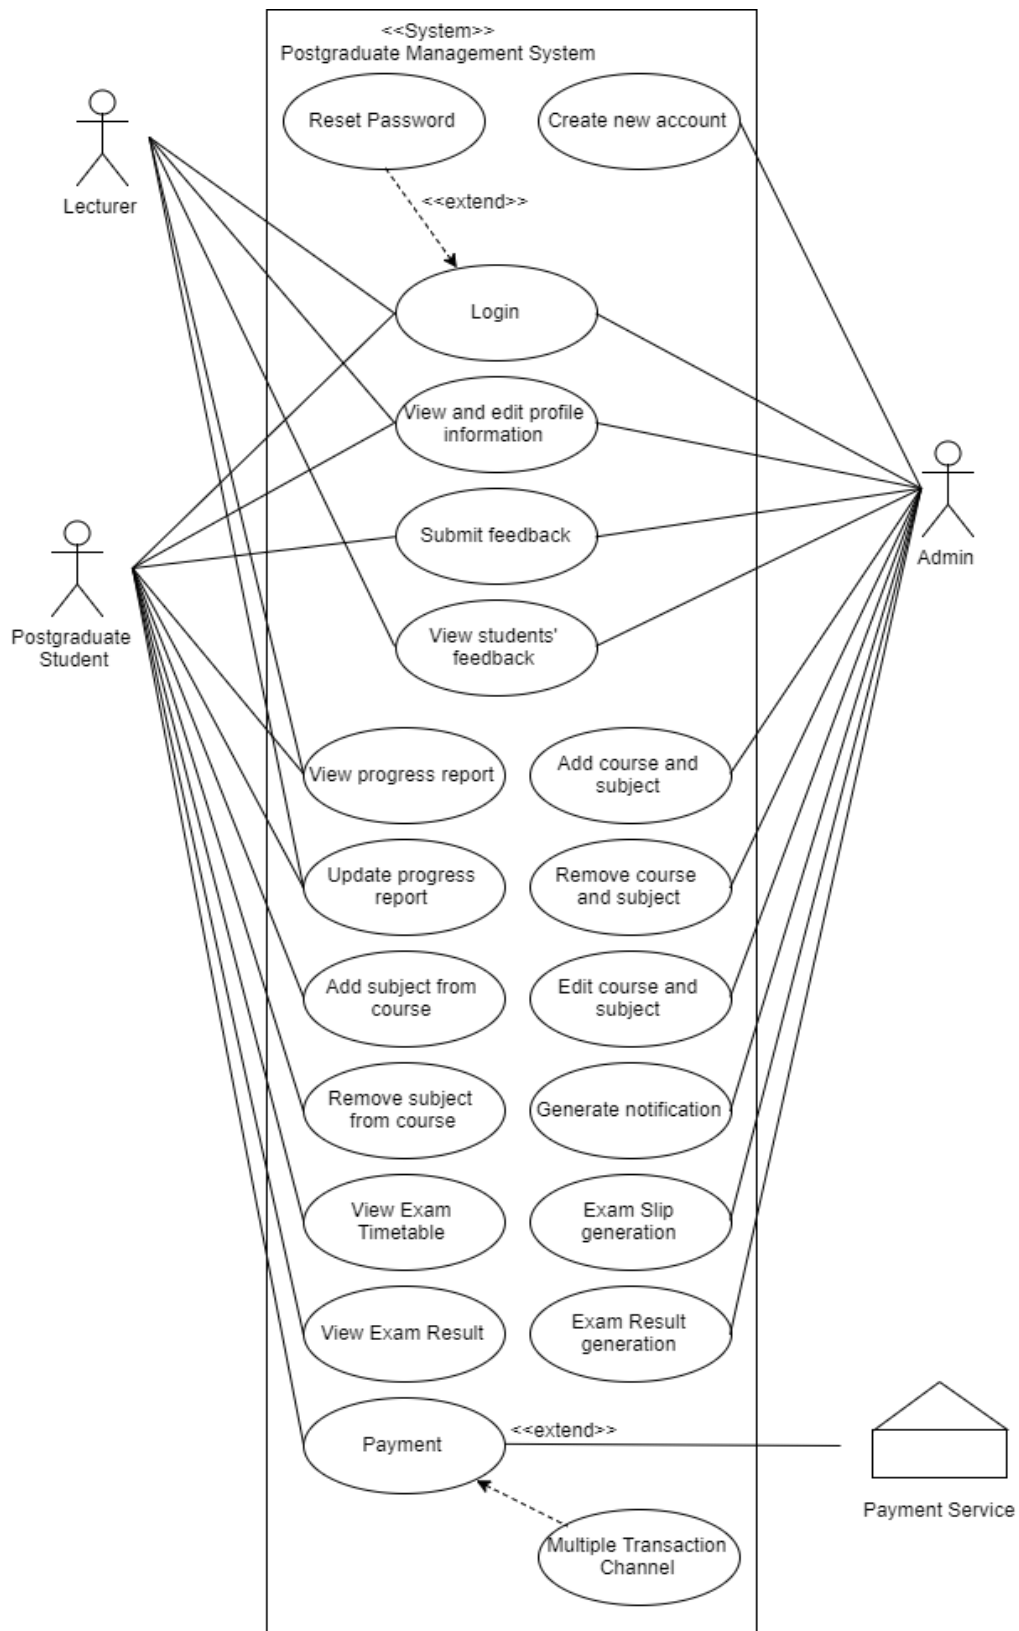 <<System>>
Postgraduate Management System
Reset Password
Create new account
Lecturer
<<extend>>
Login
View and edit profile
information
Submit feedback
Admin
Postgraduate
Student
View students'
feedback
View progress report
Add course and
subject
Update progress
report
Remove course
and subject
Add subject from
course
Edit course and
subject
Remove subject
from course
Generate notification
View Exam
Timetable
Exam Slip
generation
View Exam Result
Exam Result
generation
Payment
<<extend>>
Payment Service
Multiple Transaction
Channel